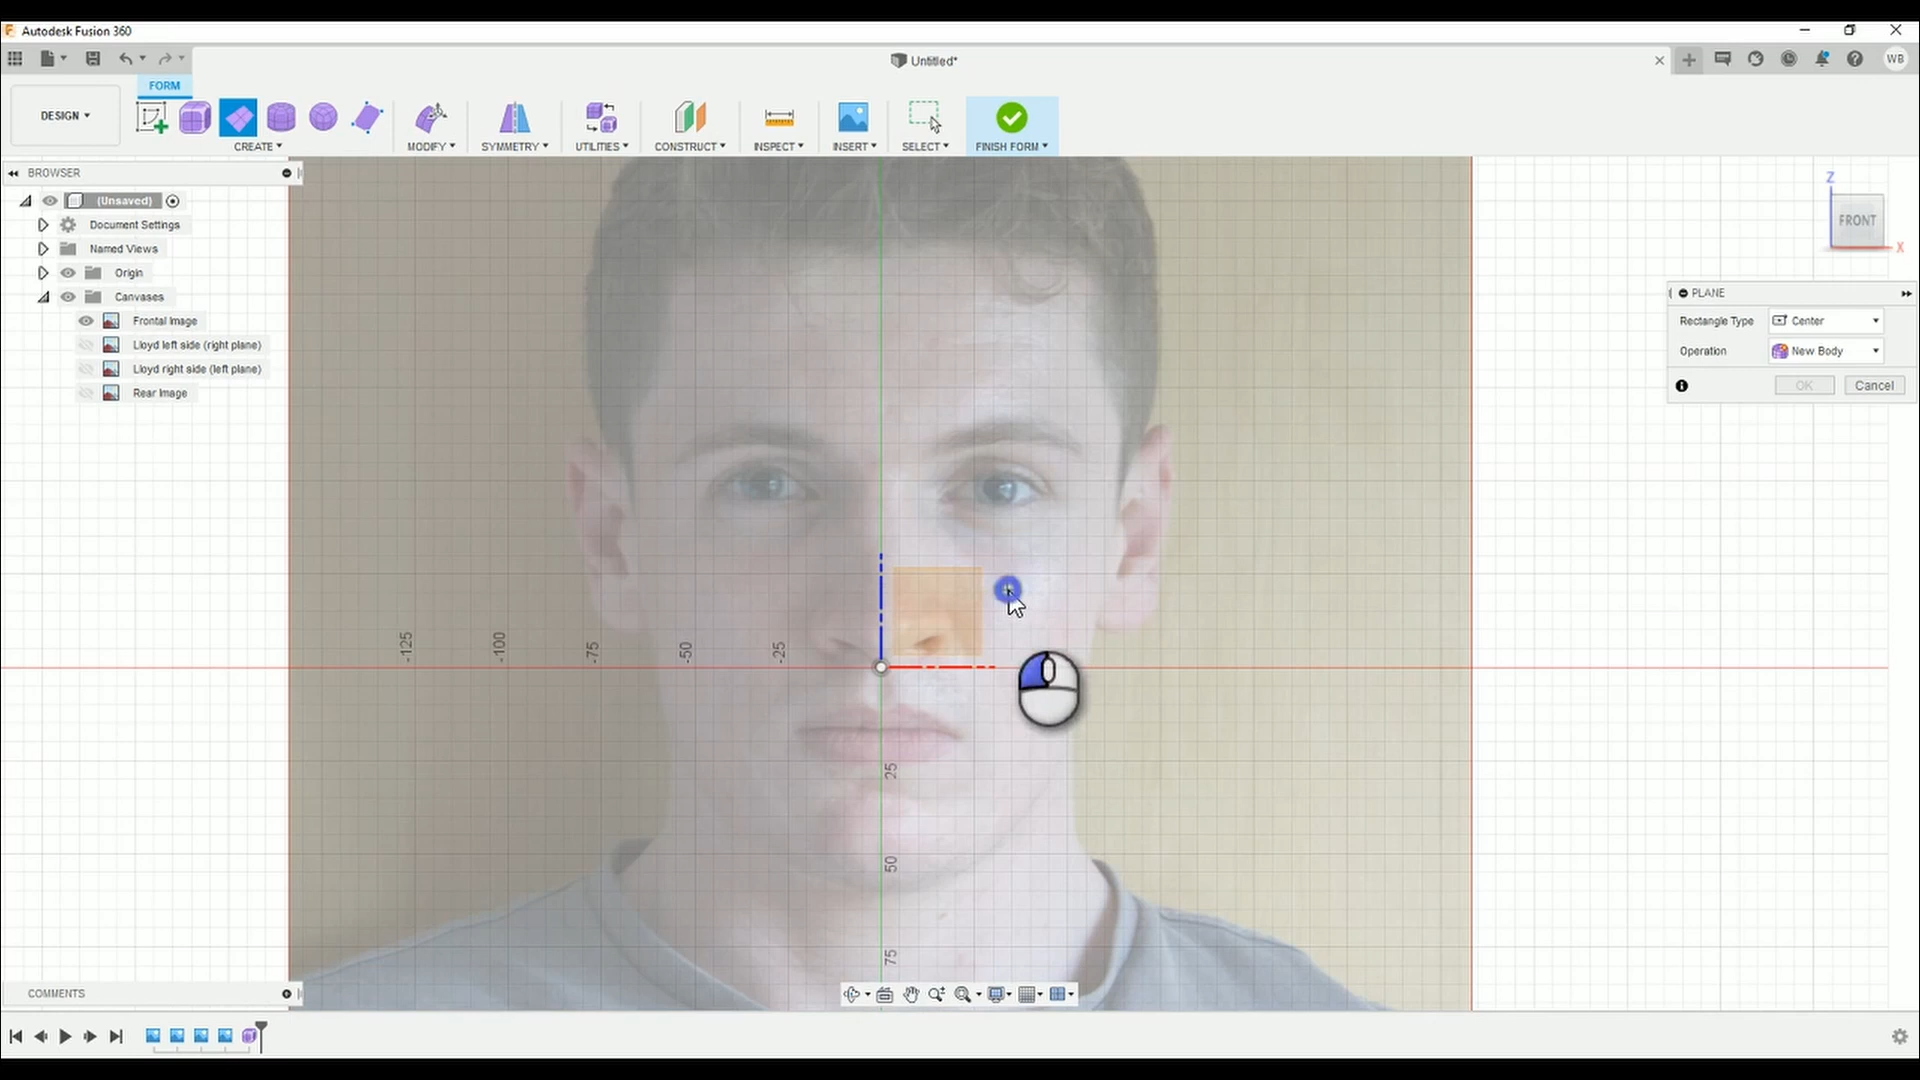 Autodesk Fusion 360
Untitled*
WB
FORM
DESIGN
CREATE
MODIFY
SYMMETRY
UTILITIES
CONSTRUCT
INSPECT
INSERT
SELECT
FINISH FORM
BROWSER
(Unsaved)
Document Settings
Named Views
Origin
Canvases
Frontal Image
Lloyd left side (right plane)
Lloyd right side (left plane)
Rear Image
Z
FRONT
X
PLANE
Rectangle Type
Center
Operation
New Body
OK
Cancel
-125
-100
-75
-50
-25
25
50
75
COMMENTS